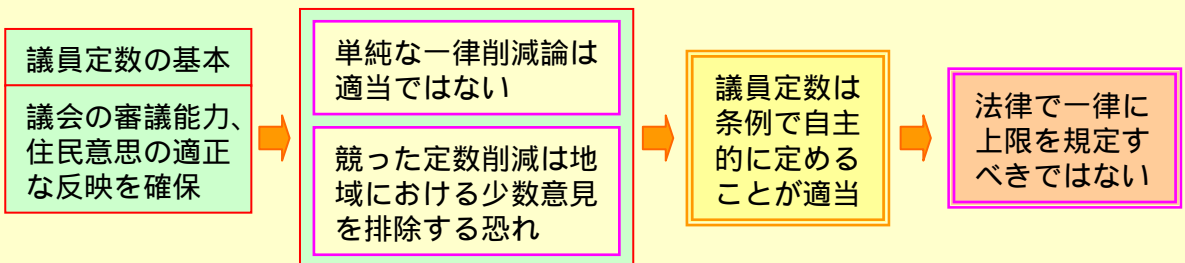 議員定数の基本
議会の審議能力、
住民意思の適正
な反映を確保
単純な一律削減論は
適当ではない
競った定数削減は地
域における少数意見
を排除する恐れ
議員定数は
条例で自主
的に定める
ことが適当
法律で一律に
上限を規定す
べきではない